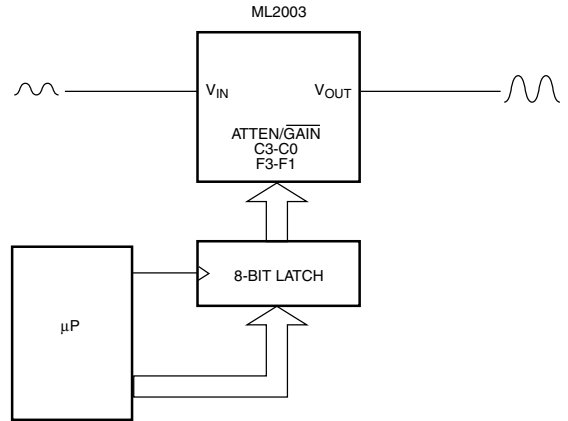 ML2003
VIN
VOUT
ATTEN/GAIN
C3-C0
F3-F1
8-BIT LATCH
µP